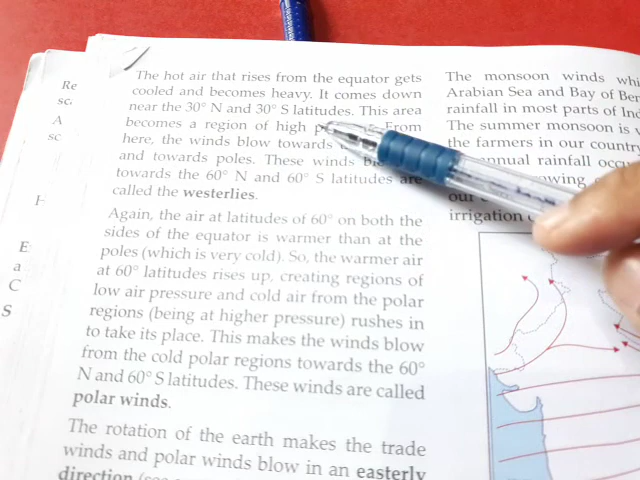 The hot air that rises from the equator gets
cooled and becomes heavy. It comes down
near the 30° N and 30° S latitudes. This area
becomes a region of high From
here, the winds blow towards
and towards poles. These winds
towards the 60° N and 60° S latitudes are
called the westerlies.
Again, the air at latitudes of 60° on both the
sides of the equator is warmer than at the
poles (which is very cold). So, the warmer air
at 60° latitudes rises up, creating regions of
low air pressure and cold air from the polar
regions (being at higher pressure) rushes in
to take its place. This makes the winds blow
from the cold polar regions towards the 60°
N and 60° S latitudes. These winds are called
polar winds.
The rotation of the earth makes the trade
winds and polar winds blow in an easterly
direction
The monsoon winds
Arabian Sea and Bay of
rainfall in most parts of
The summer monsoon is
the farmers in our country
annual rainfall
our
irrigation
Re
A
H
E
a
C
S